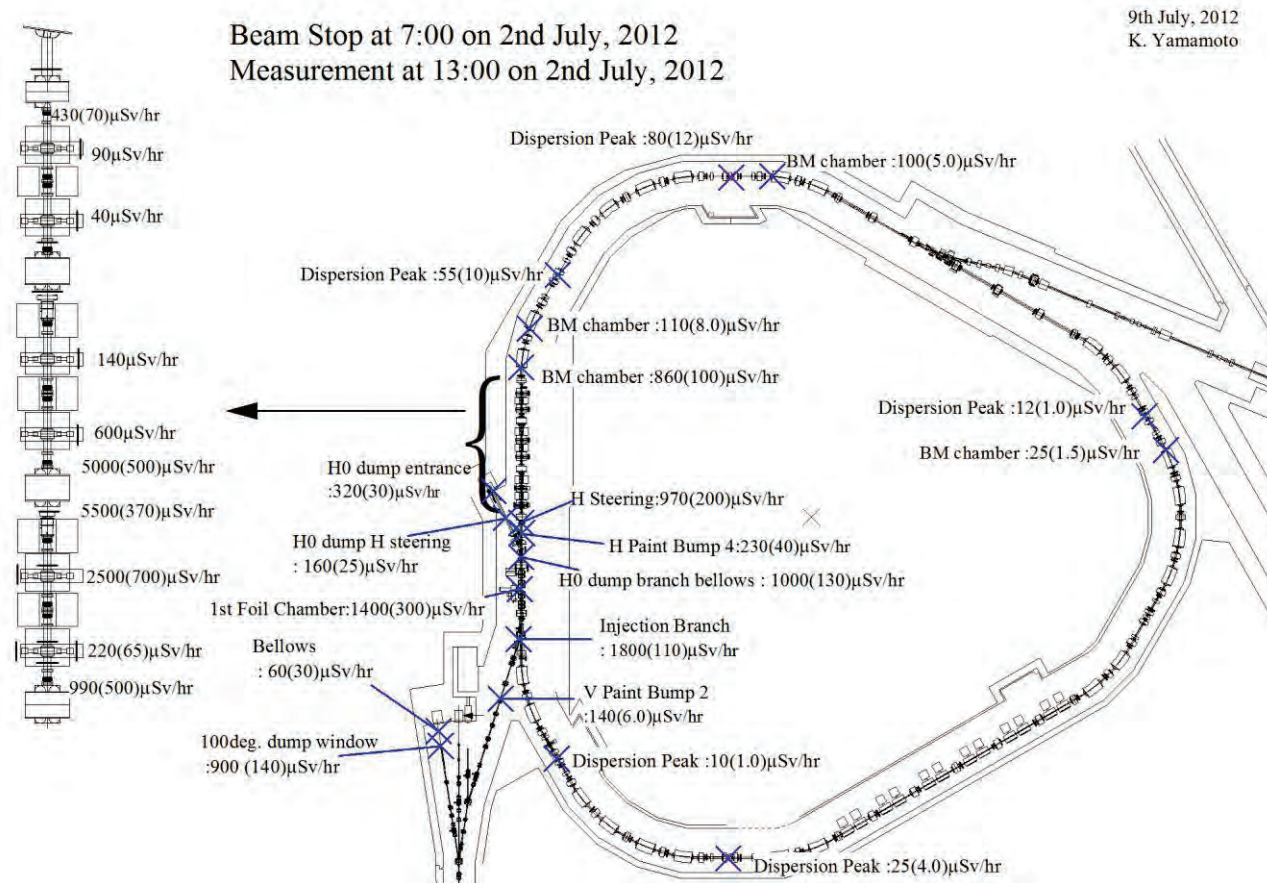 Beam Stop at 7:00 on 2nd July, 2012
Measurement at 13:00 on 2nd July, 2012
9th July, 2012
K. Yamamoto
430(70)µSv/hr
90µSv/hr
40µSv/hr
140µSv/hr
600µSv/hr
5000(500)µSv/hr
5500(370)µSv/hr
2500(700)µSv/hr
220(65)µSv/hr
990(500)µSv/hr
Dispersion Peak :80(12)µSv/hr
BM chamber :100(5.0)µSv/hr
Dispersion Peak :55(10)µSv/hr
BM chamber :110(8.0)µSv/hr
BM chamber :860(100)µSv/hr
Dispersion Peak :12(1.0)µSv/hr
BM chamber :25(1.5)µSv/hr
H0 dump entrance
:320(30)µSv/hr
H Steering:970(200)µSv/hr
H0 dump H steering
: 160(25)µSv/hr
H Paint Bump 4:230(40)µSv/hr
H0 dump branch bellows : 1000(130)µSv/hr
1st Foil Chamber:1400(300)µSv/hr
Injection Branch
: 1800(110)µSv/hr
Bellows
: 60(30)µSv/hr
V Paint Bump 2
:140(6.0)µSv/hr
100deg. dump window
:900 (140)µSv/hr
Dispersion Peak :10(1.0)µSv/hr
Dispersion Peak :25(4.0)µSv/hr